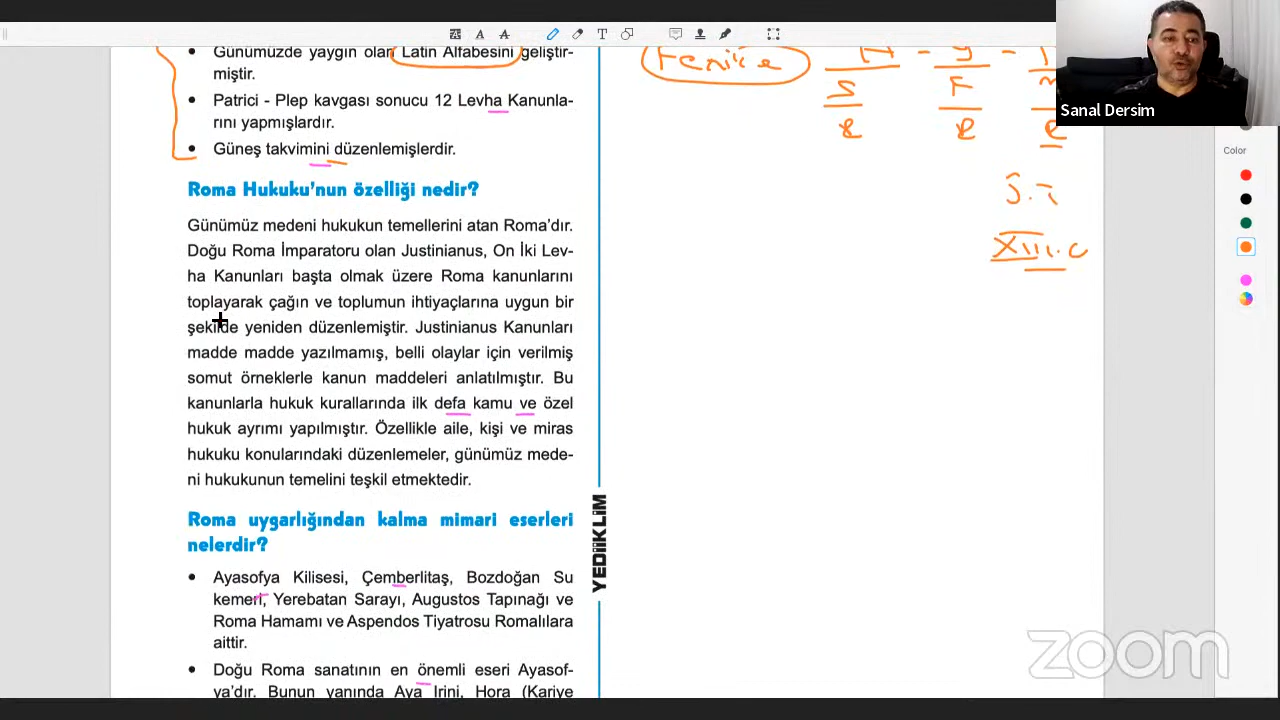 Günümüzde yaygın olan Latin Alfabesini geliştir-
miştir.
Patrici - Plep kavgası sonucu 12 Levha Kanunla-
rını yapmışlardır.
Güneş takvimini düzenlemişlerdir.
Roma Hukuku'nun özelliği nedir?
Günümüz medeni hukukun temellerini atan Roma'dır.
Doğu Roma İmparatoru olan Justinianus, On İki Lev-
ha Kanunları başta olmak üzere Roma kanunlarını
toplayarak çağın ve toplumun ihtiyaçlarına uygun bir
şekilde yeniden düzenlemiştir. Justinianus Kanunları
madde madde yazılmamış, belli olaylar için verilmiş
somut örneklerle kanun maddeleri anlatılmıştır. Bu
kanunlarla hukuk kurallarında ilk defa kamu ve özel
hukuk ayrımı yapılmıştır. Özellikle aile, kişi ve miras
hukuku konularındaki düzenlemeler, günümüz mede-
ni hukukunun temelini teşkil etmektedir.
Roma uygarlığından kalma mimari eserleri
nelerdir?
Ayasofya Kilisesi, Çemberlitaş, Bozdoğan Su
kemeri, Yerebatan Sarayı, Augustos Tapınağı ve
Roma Hamamı ve Aspendos Tiyatrosu Romalılara
aittir.
Doğu Roma sanatının en önemli eseri Ayasof-
ya'dır. Bunun yanında Aya İrini, Hora (Kariye
YEDİİKLİM
Fenike
XIII.C
Sanal Dersim
Color
zoom